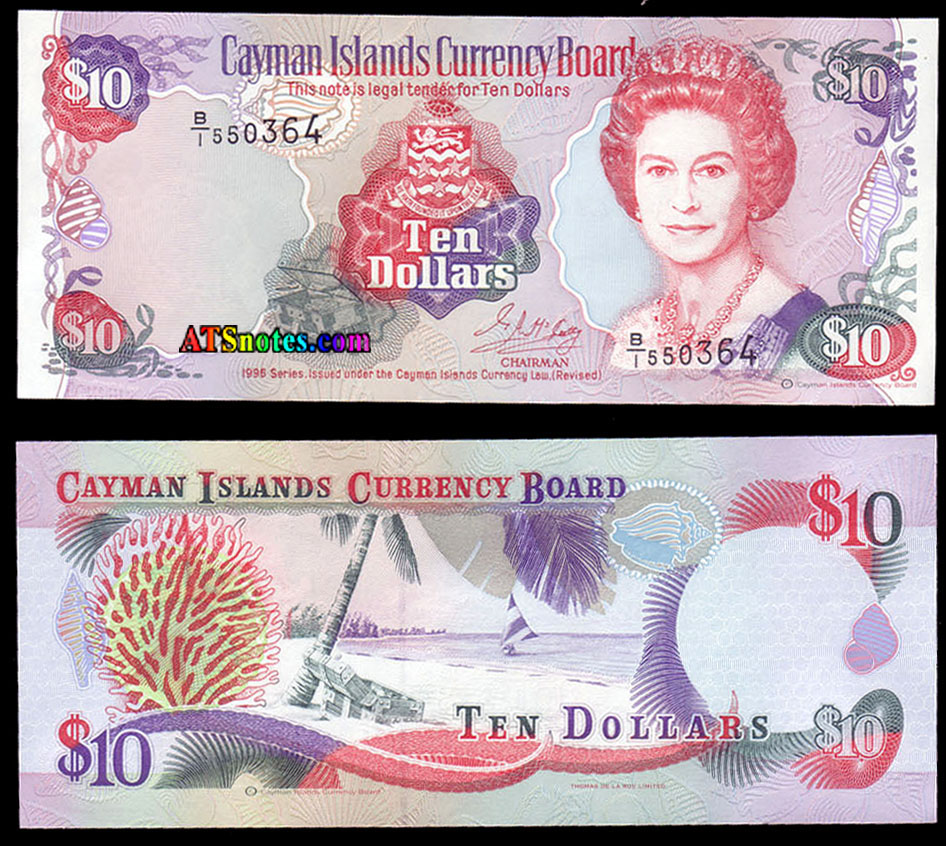 $10
Cayman Islands Currency Board
$10
This note is legal tender for Ten Dollars
B/1 550364
Ten
Dollars
$10
ATSnotes.com
CHAIRMAN
B/1 550364
$10
1996 Series. Issued under the Cayman Islands Currency Law, (Revised)
© Cayman Islands Currency Board
CAYMAN ISLANDS CURRENCY BOARD
$10
TEN DOLLARS
$10
$10
© Cayman Islands Currency Board
THOMAS DE LA RUE LIMITED